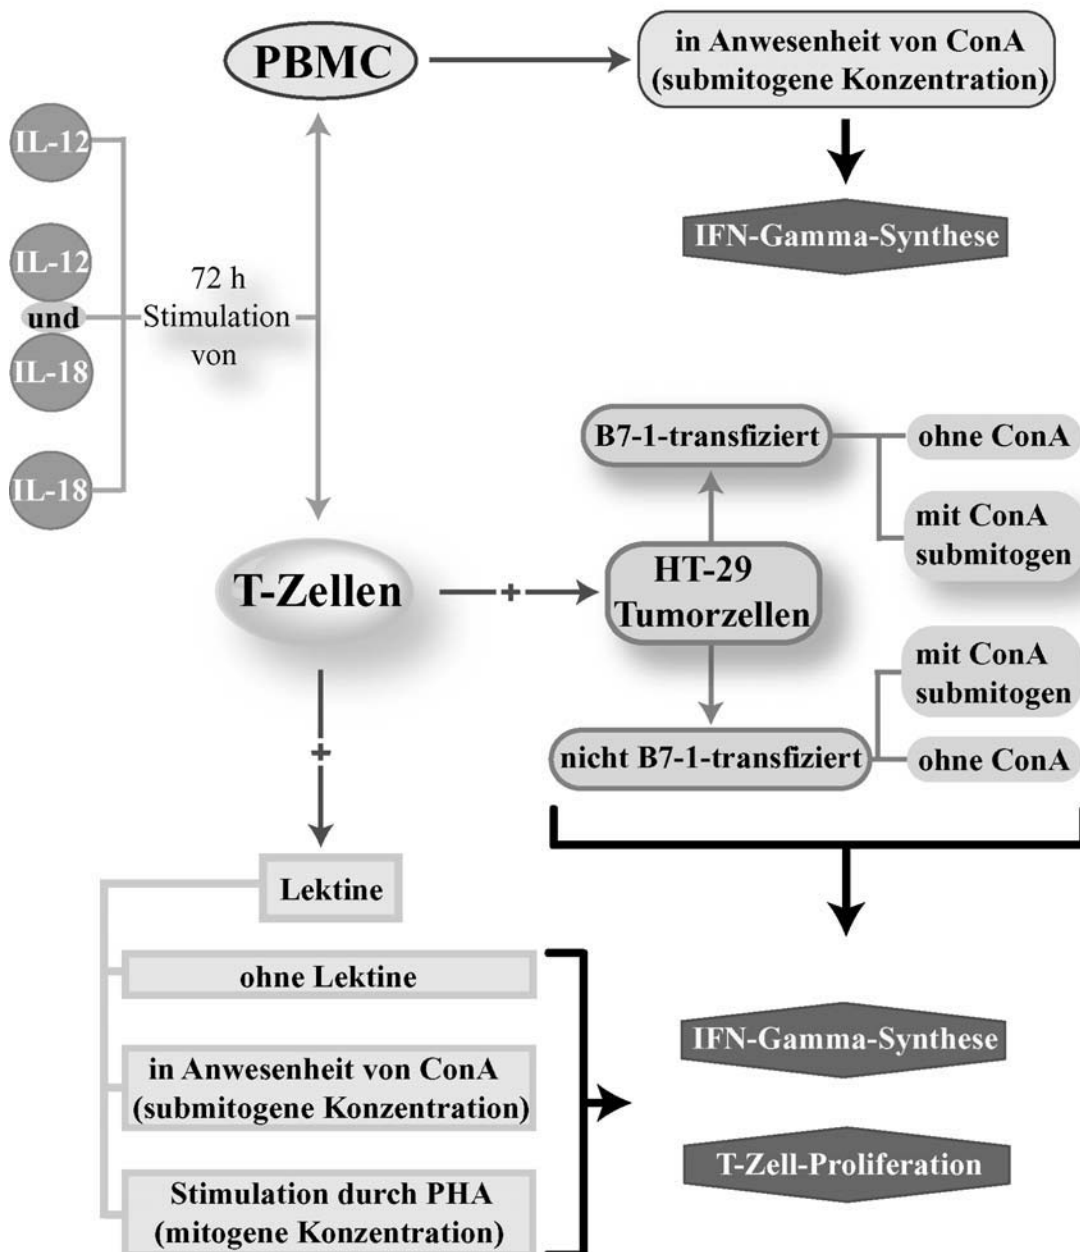 PBMC
in Anwesenheit von ConA
(submitogene Konzentration)
IFN-Gamma-Synthese
IL-12
IL-12
und
IL-18
IL-18
72 h
Stimulation
von
B7-1-transfiziert
ohne ConA
mit ConA
submitogen
T-Zellen
+
HT-29
Tumorzellen
mit ConA
submitogen
nicht B7-1-transfiziert
ohne ConA
+
Lektine
ohne Lektine
in Anwesenheit von ConA
(submitogene Konzentration)
Stimulation durch PHA
(mitogene Konzentration)
IFN-Gamma-Synthese
T-Zell-Proliferation